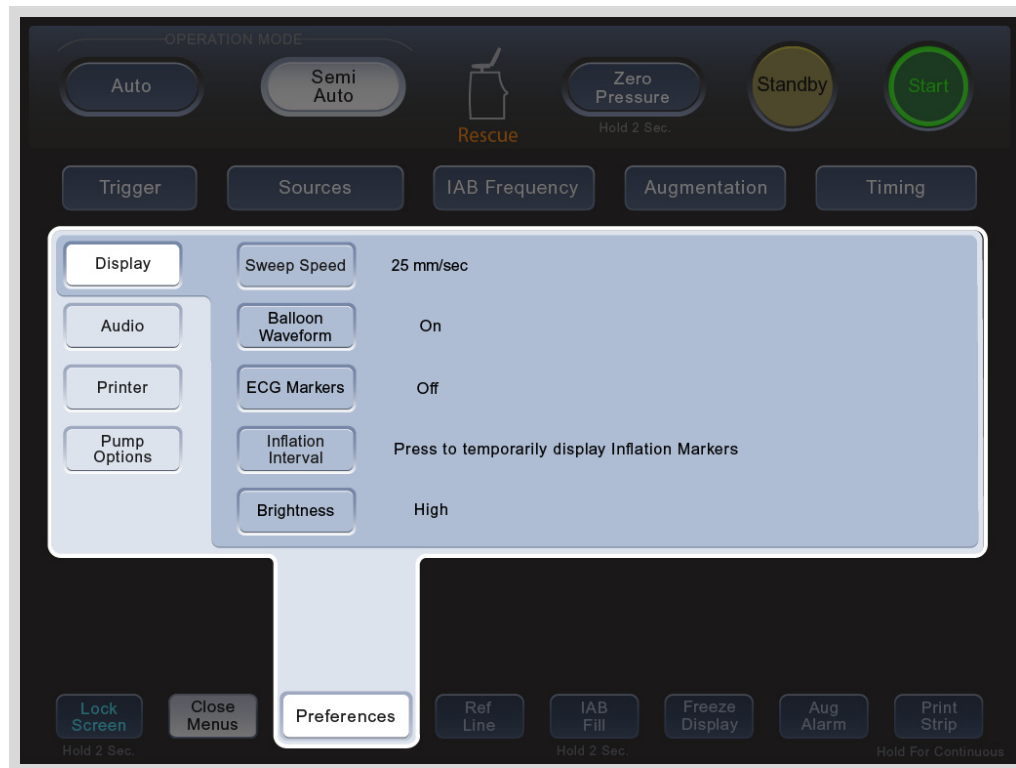 OPERATION MODE
Auto
Semi
Auto
Rescue
Zero
Pressure
Hold 2 Sec.
Standby
Start
Trigger
Sources
IAB Frequency
Augmentation
Timing
Display
Sweep Speed
25 mm/sec
Audio
Balloon
Waveform
On
Printer
ECG Markers
Off
Pump
Options
Inflation
Interval
Press to temporarily display Inflation Markers
Brightness
High
Lock
Screen
Hold 2 Sec.
Close
Menus
Preferences
Ref
Line
IAB
Fill
Hold 2 Sec.
Freeze
Display
Aug
Alarm
Print
Strip
Hold For Continuous